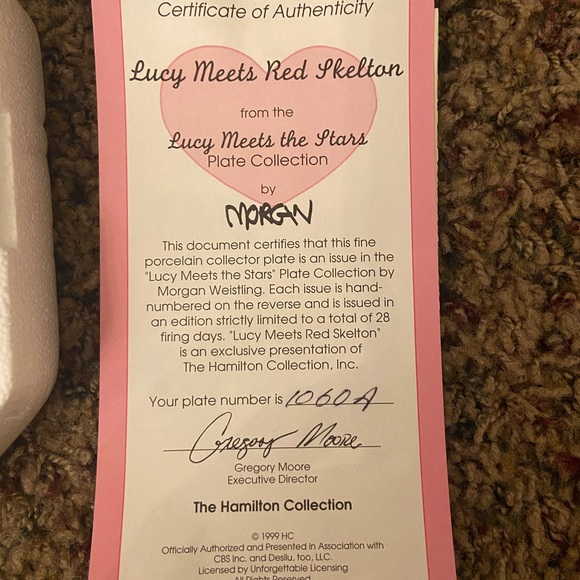 Certificate of Authenticity
Lucy Meets Red Skelton
from the
Lucy Meets the Stars
Plate Collection
by
MORGAN
This document certifies that this fine
porcelain collector plate is an issue in the
"Lucy Meets the Stars" Plate Collection by
Morgan Weistling. Each issue is hand-
numbered on the reverse and is issued in
an edition strictly limited to a total of 28
firing days. "Lucy Meets Red Skelton"
is an exclusive presentation of
The Hamilton Collection, Inc.
Your plate number is 1060A
Gregory Moore
Gregory Moore
Executive Director
The Hamilton Collection
© 1999 HC
Officially Authorized and Presented in Association with
CBS Inc. and Desilu, too, LLC.
Licensed by Unforgettable Licensing
All Rights Reserved